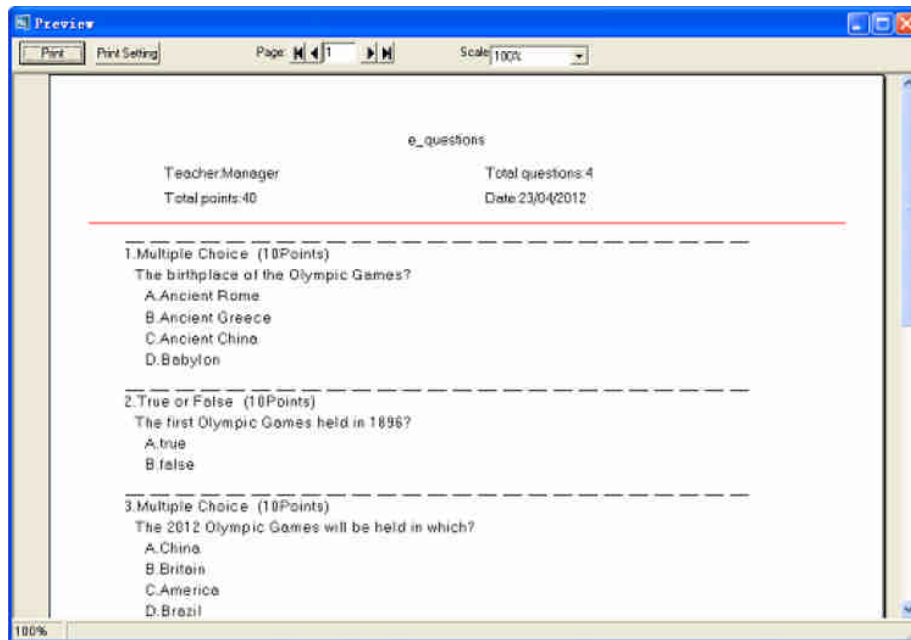 Preview
Print Print Setting Page: 1 Scale 100%
e_questions
Teacher:Manager Total questions:4
Total points:40 Date:23/04/2012
1.Multiple Choice (10Points)
The birthplace of the Olympic Games?
A.Ancient Rome
B.Ancient Greece
C.Ancient China
D.Babylon
2.True or False (10Points)
The first Olympic Games held in 1896?
A.true
B.false
3.Multiple Choice (10Points)
The 2012 Olympic Games will be held in which?
A.China
B.Britain
C.America
D.Brazil
100%